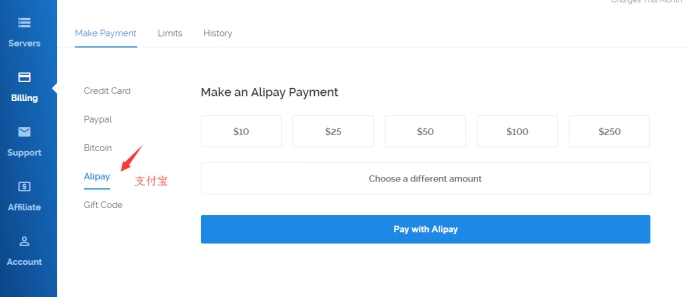 Charges This Month
Make Payment Limits History
Servers
Billing
Support
Affiliate
Account
Credit Card
Paypal
Bitcoin
Alipay
支付宝
Gift Code
Make an Alipay Payment
$10 $25 $50 $100 $250
Choose a different amount
Pay with Alipay